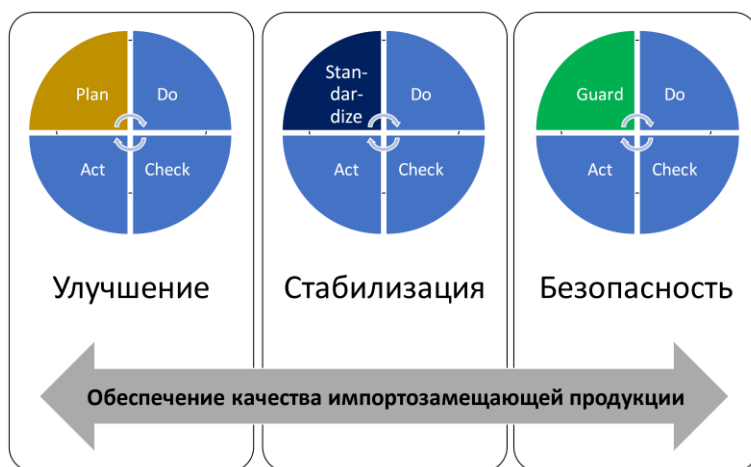 Plan
Do
Act
Check
Stan-
dar-
dize
Do
Act
Check
Guard
Do
Act
Check
Улучшение
Стабилизация
Безопасность
Обеспечение качества импортозамещающей продукции